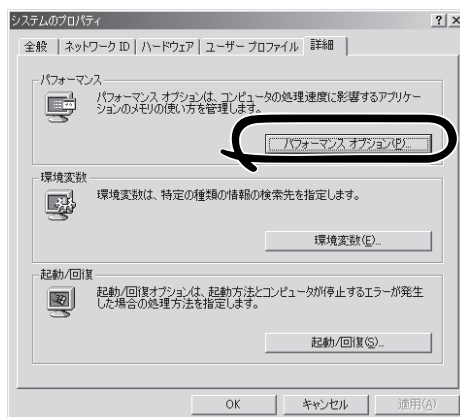 システムのプロパティ
全般
ネットワーク ID
ハードウェア
ユーザー プロファイル
詳細
パフォーマンス
パフォーマンス オプションは、コンピュータの処理速度に影響するアプリケー
ションのメモリの使い方を管理します。
パフォーマンス オプション(P)...
環境変数
環境変数は、特定の種類の情報の検索先を指定します。
環境変数(E)...
起動/回復
起動/回復オプションは、起動方法とコンピュータが停止するエラーが発生
した場合の処理方法を指定します。
起動/回復(S)...
OK
キャンセル
適用(A)